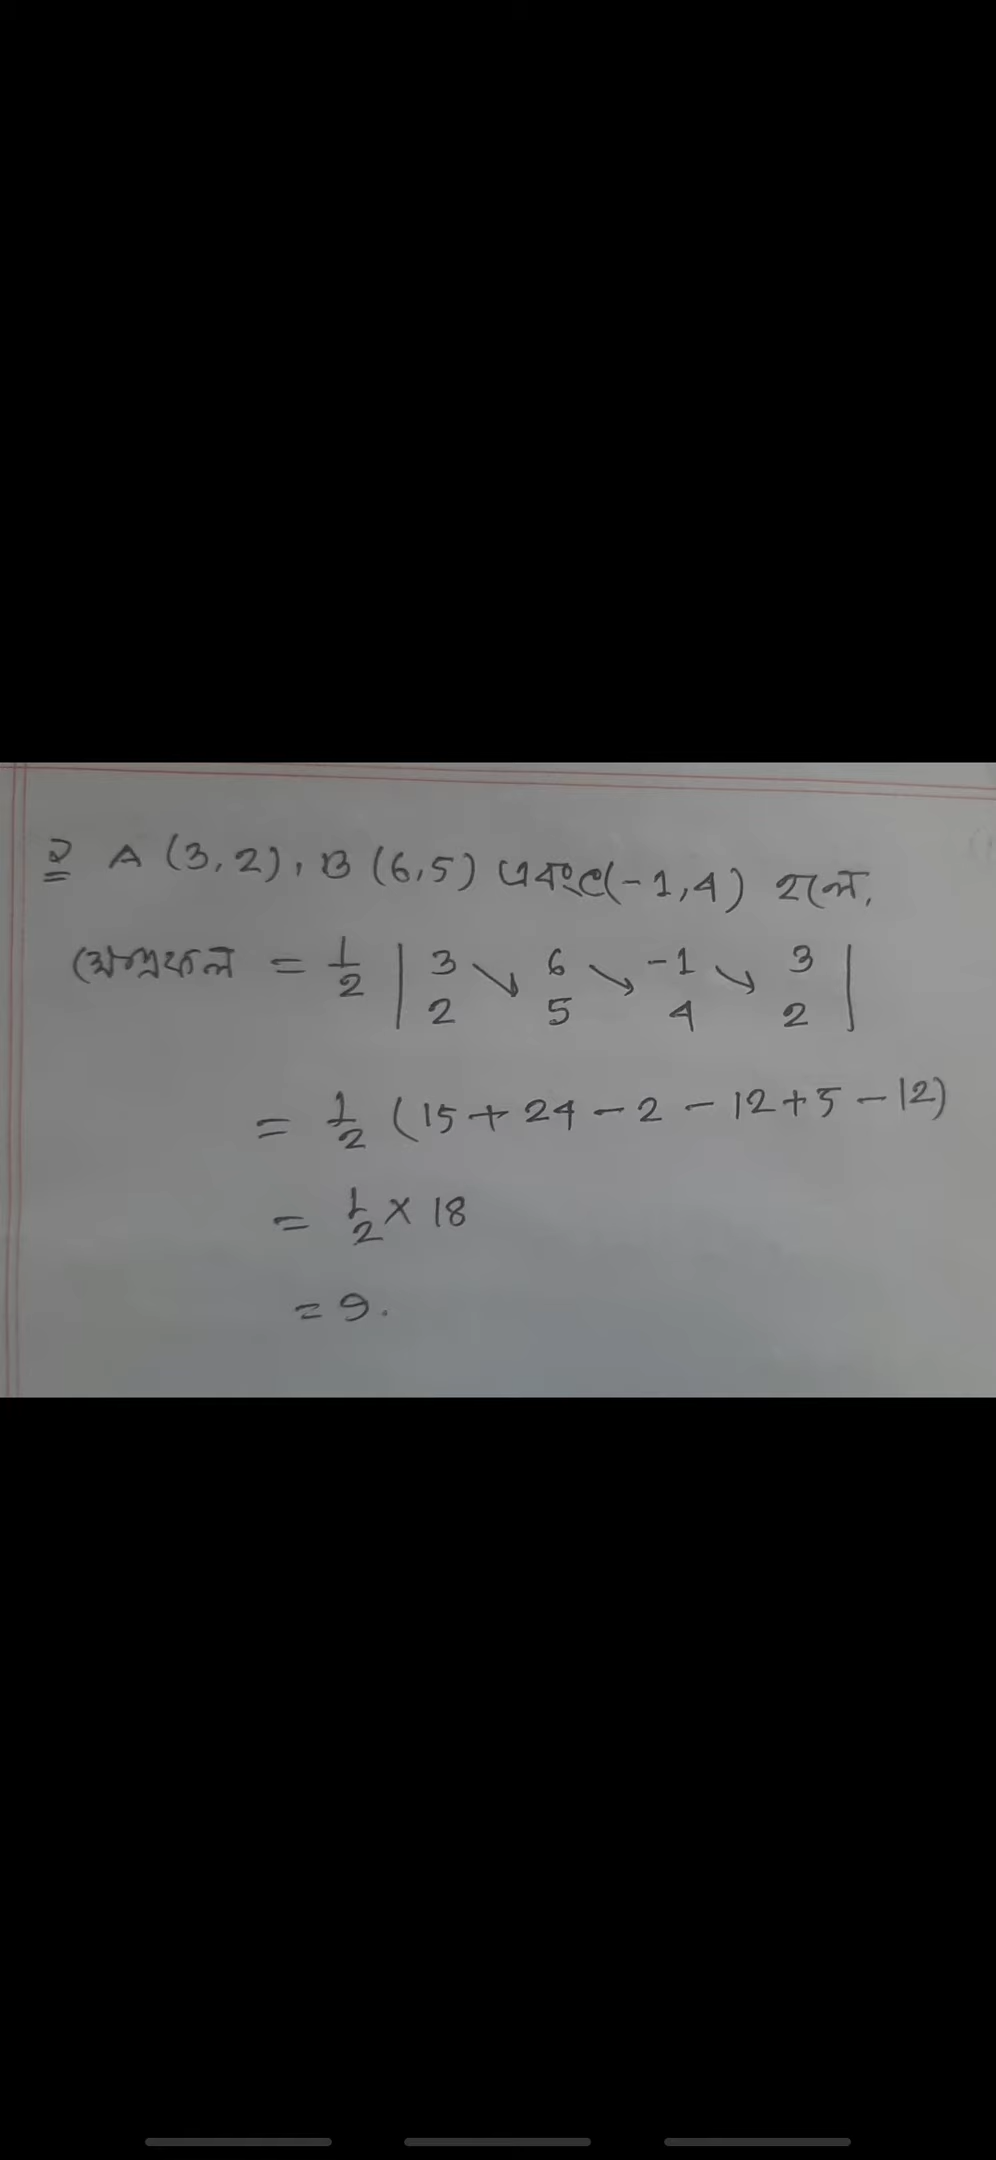 ২ A (3,2), B (6,5) এবং C(-1,4) হলে,
ক্ষেত্রফল = 1/2 | 3 ↘ 6 ↘ -1 ↘ 3 |
2 5 4 2
= 1/2 (15 + 24 - 2 - 12 + 5 - 12)
= 1/2 × 18
= 9.